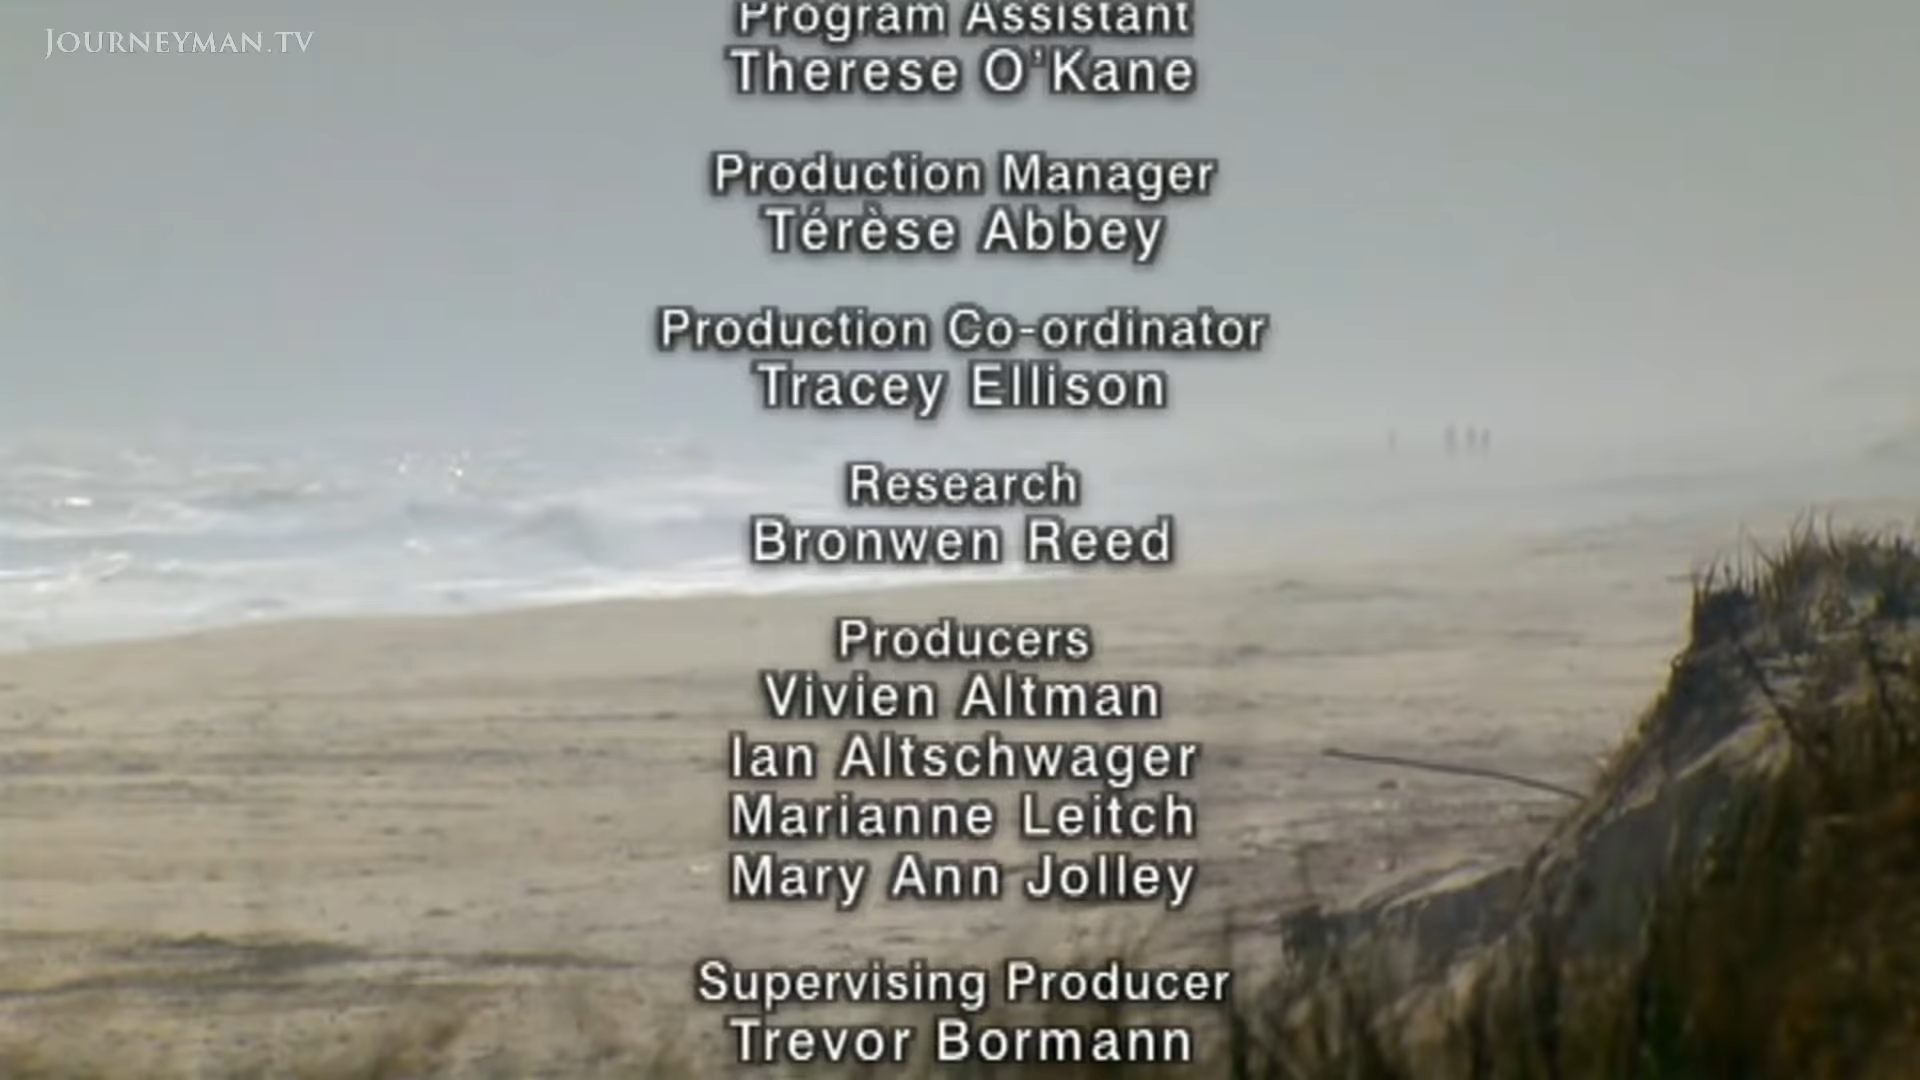 JOURNEYMAN.TV
Program Assistant
Therese O'Kane
Production Manager
Térèse Abbey
Production Co-ordinator
Tracey Ellison
Research
Bronwen Reed
Producers
Vivien Altman
Ian Altschwager
Marianne Leitch
Mary Ann Jolley
Supervising Producer
Trevor Bormann